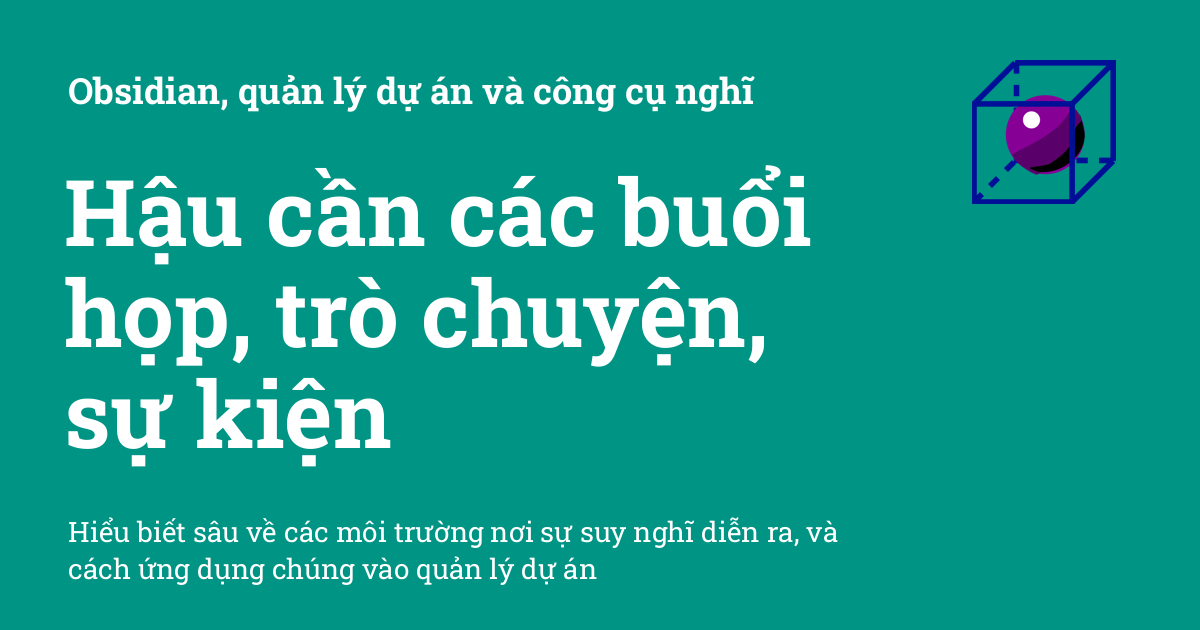 Obsidian, quản lý dự án và công cụ nghĩ
Hậu cần các buổi
họp, trò chuyện,
sự kiện
Hiểu biết sâu về các môi trường nơi sự suy nghĩ diễn ra, và
cách ứng dụng chúng vào quản lý dự án